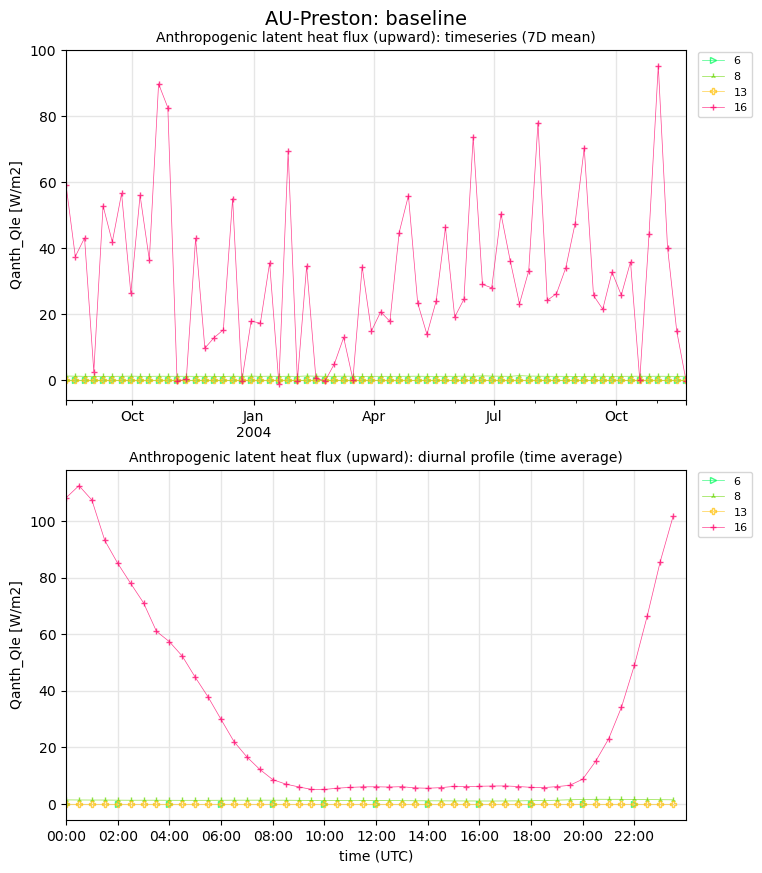 AU-Preston: baseline
Anthropogenic latent heat flux (upward): timeseries (7D mean)
Qanth_Qle [W/m2]
100
80
60
40
20
0
Oct
Jan
2004
Apr
Jul
Oct
6
8
13
16
Anthropogenic latent heat flux (upward): diurnal profile (time average)
Qanth_Qle [W/m2]
100
80
60
40
20
0
00:00 02:00 04:00 06:00 08:00 10:00 12:00 14:00 16:00 18:00 20:00 22:00
time (UTC)
6
8
13
16